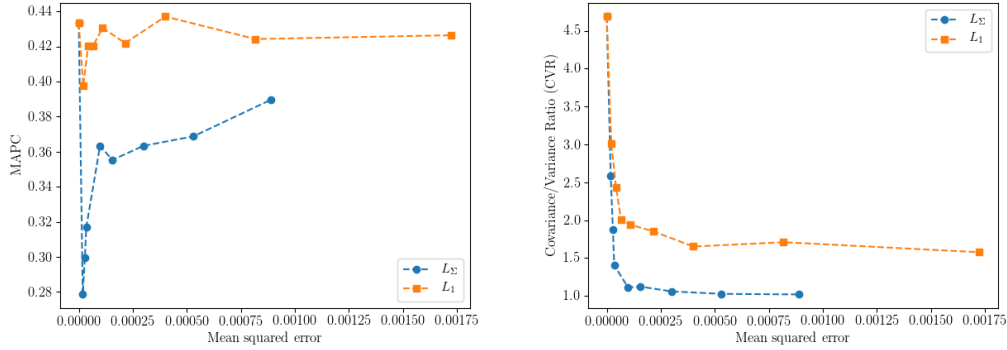 0.44
0.42
0.40
0.38
0.36
0.34
0.32
0.30
0.28
MAPC
0.00000 0.00025 0.00050 0.00075 0.00100 0.00125 0.00150 0.00175
Mean squared error
L_Σ
L_1
4.5
4.0
3.5
3.0
2.5
2.0
1.5
1.0
Covariance/Variance Ratio (CVR)
0.00000 0.00025 0.00050 0.00075 0.00100 0.00125 0.00150 0.00175
Mean squared error
L_Σ
L_1